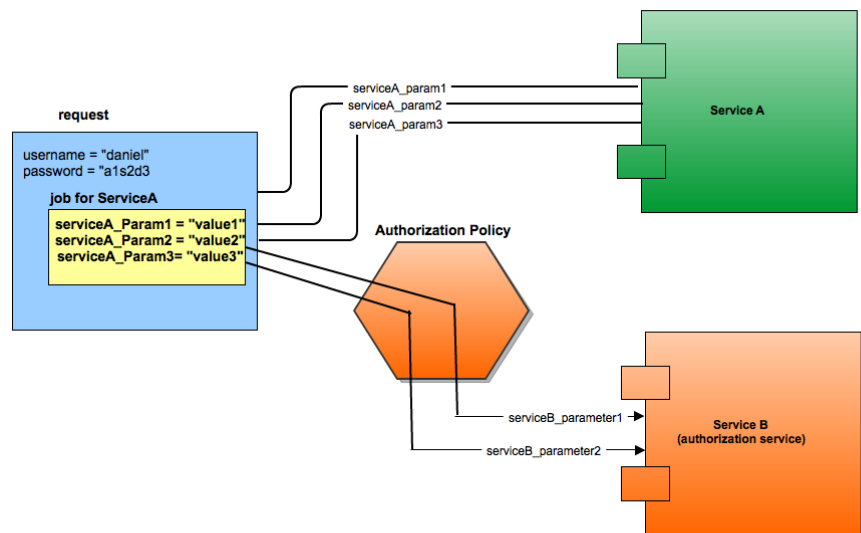 request
username = "daniel"
password = "a1s2d3
job for ServiceA
serviceA_Param1 = "value1"
serviceA_Param2 = "value2"
serviceA_Param3= "value3"
serviceA_param1
serviceA_param2
serviceA_param3
Service A
Authorization Policy
serviceB_parameter1
serviceB_parameter2
Service B
(authorization service)